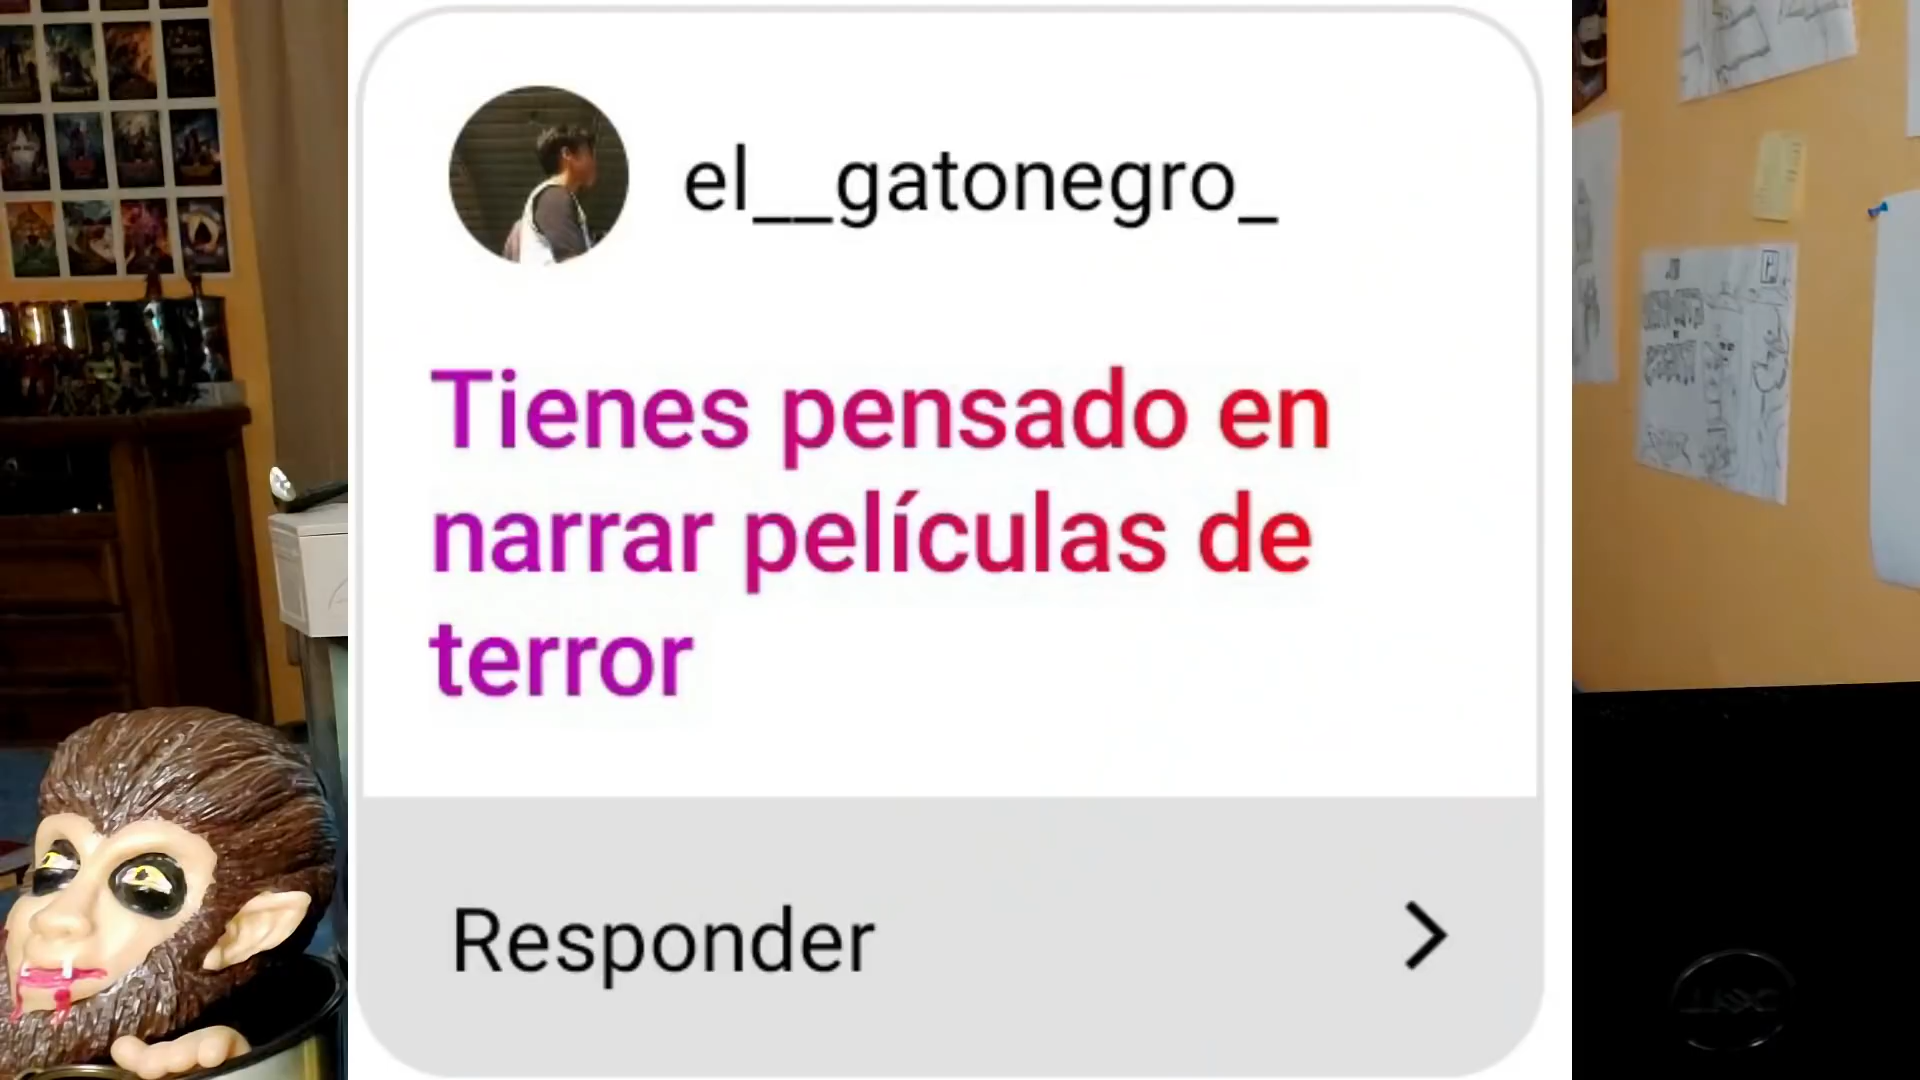 el__gatonegro_
Tienes pensado en
narrar películas de
terror
Responder